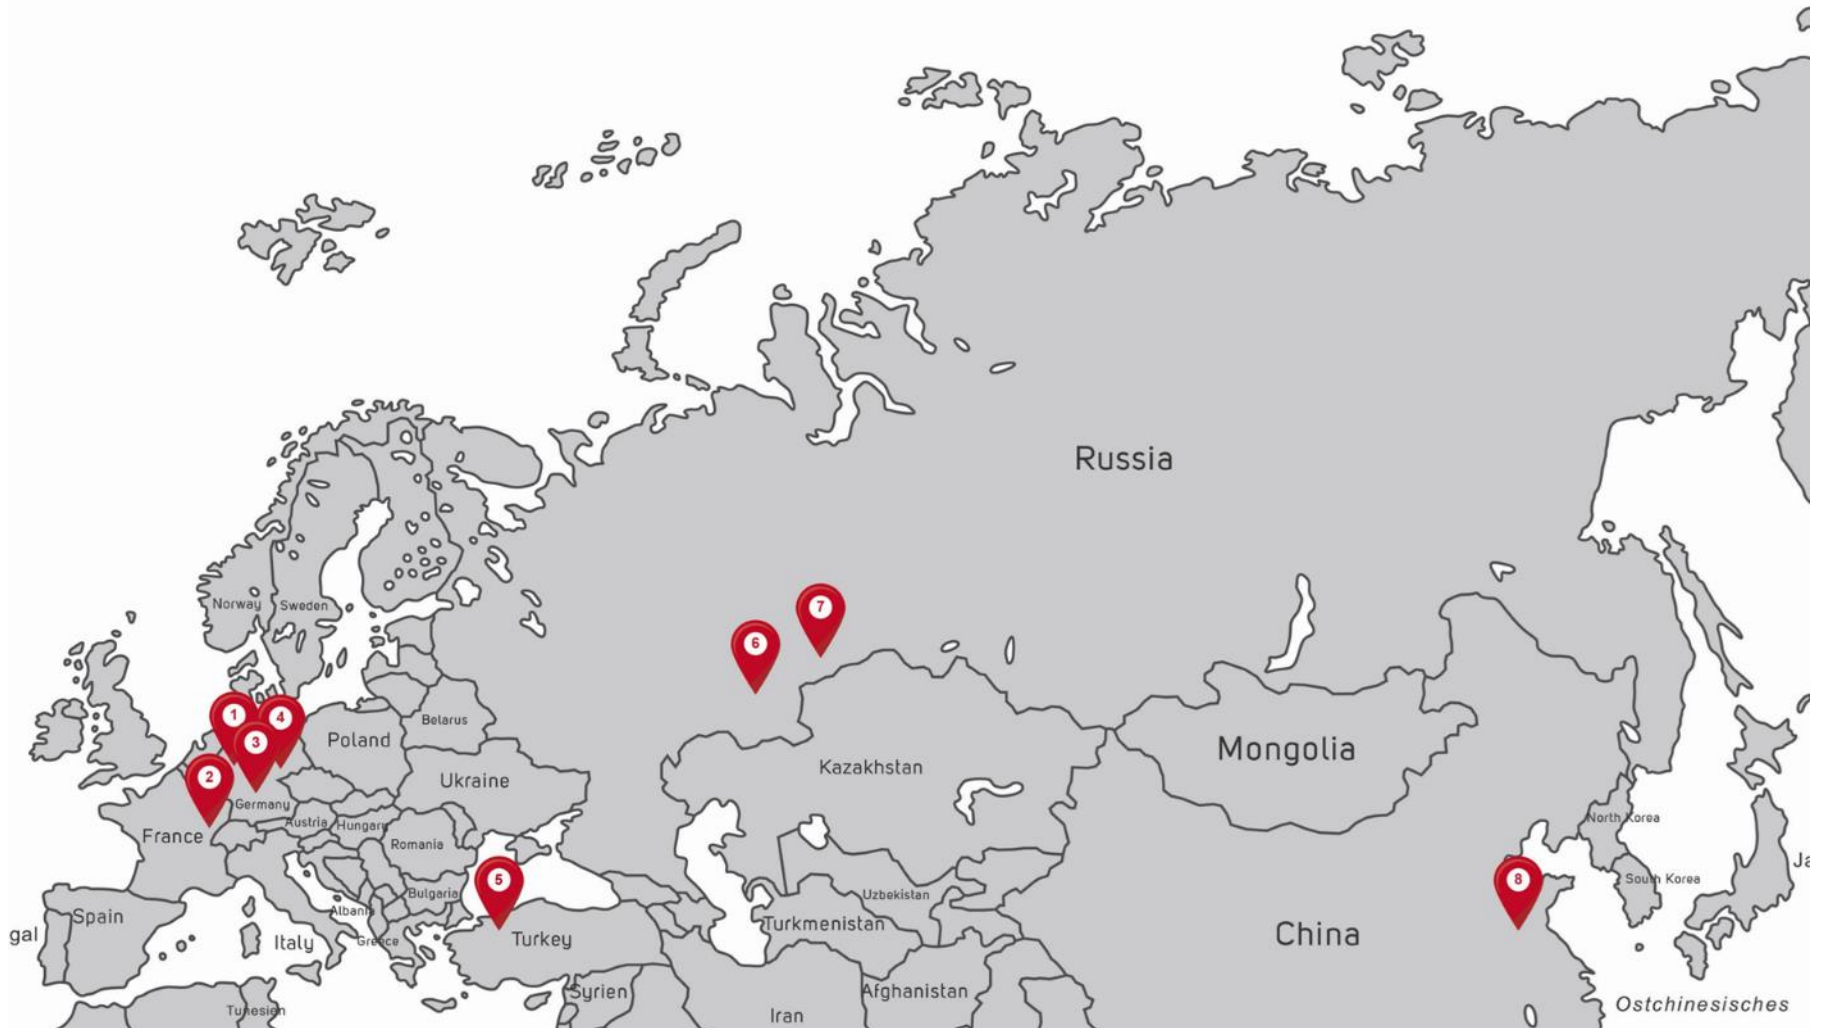 Russia
7
6
Norway
Sweden
1
4
Belarus
3
Poland
Mongolia
2
Kazakhstan
Ukraine
Germany
North Korea
Austria
Hungary
France
Romania
Ja
5
8
South Korea
Bulgaria
Uzbekistan
Albani
Spain
Turkmenistan
gal
Italy
Greece
Turkey
China
Syrien
Afghanistan
Ostchinesisches
Tunesien
Iran